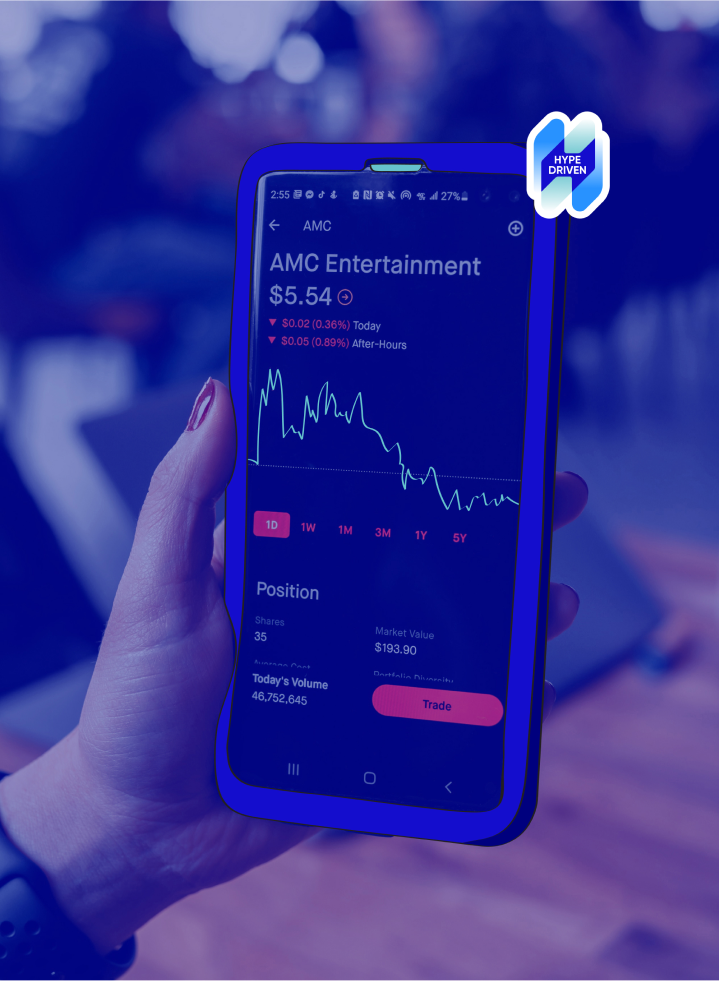 HYPE
DRIVEN
2:55 27%
AMC
AMC Entertainment
$5.54
▼ $0.02 (0.36%) Today
▼ $0.05 (0.89%) After-Hours
1D 1W 1M 3M 1Y 5Y
Position
Shares
35
Market Value
$193.90
Average Cost
Portfolio Diversity
Today's Volume
46,752,645
Trade